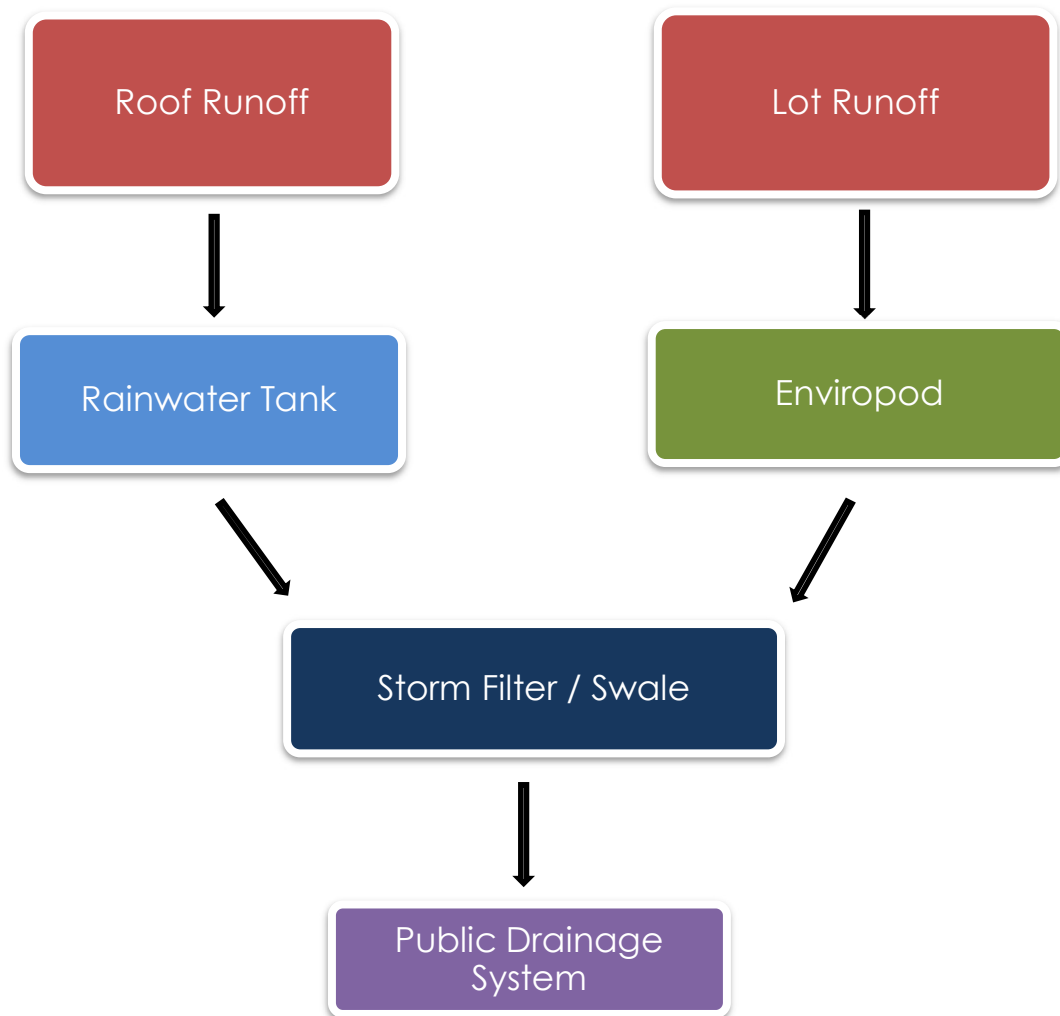 Roof Runoff
Lot Runoff
Rainwater Tank
Enviropod
Storm Filter / Swale
Public Drainage
System